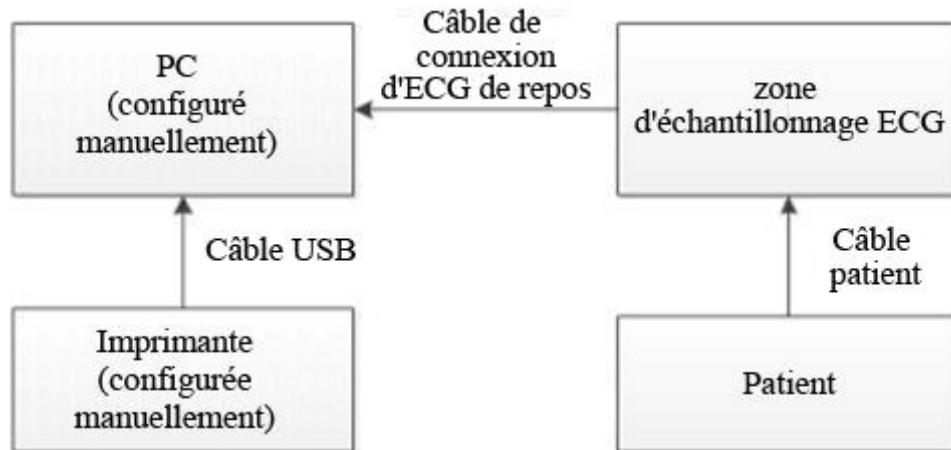 PC
(configuré
manuellement)
Câble de
connexion
d'ECG de repos
zone
d'échantillonnage ECG
Câble USB
Câble
patient
Imprimante
(configurée
manuellement)
Patient